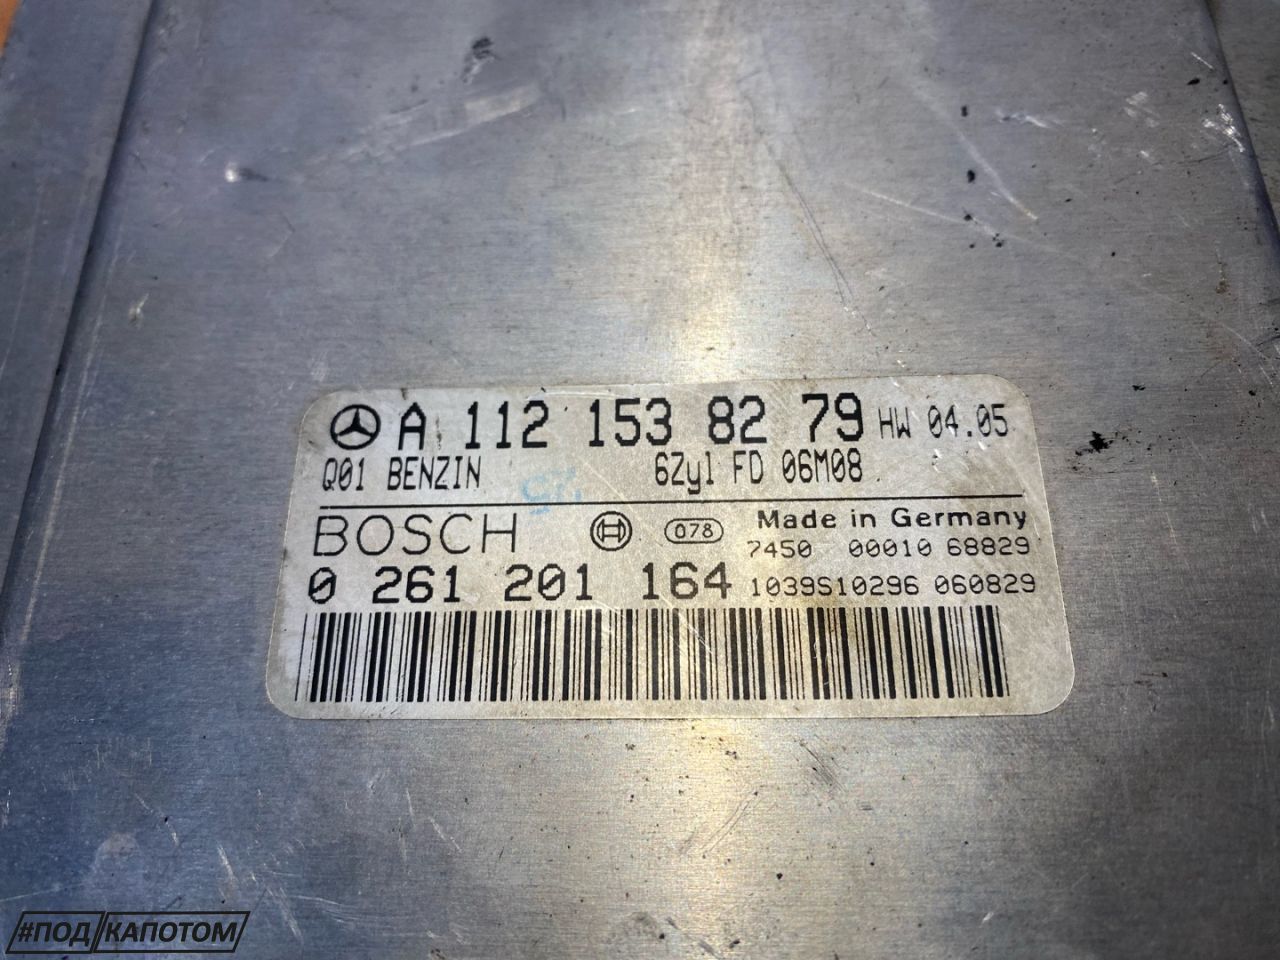 A 112 153 82 79 HW 04.05
Q01 BENZIN 6Zyl FD 06M08
BOSCH 078 Made in Germany
7450 00010 68829
0 261 201 164 1039S10296 060829
#ПОД КАПОТОМ